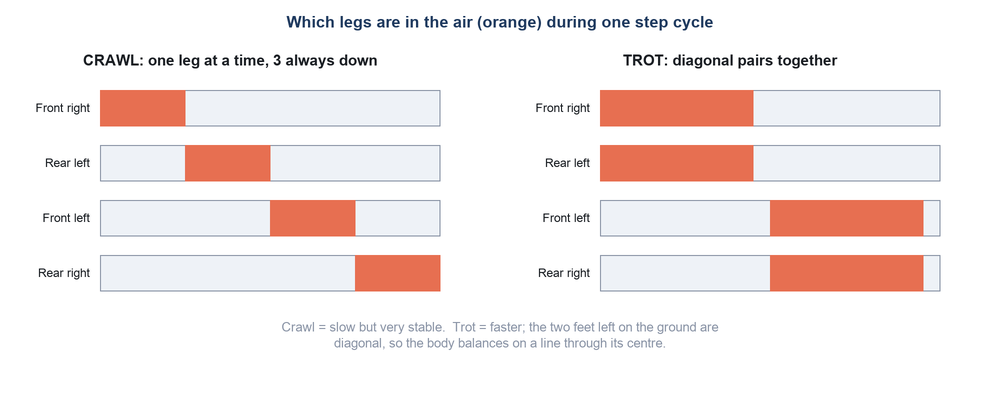 Which legs are in the air (orange) during one step cycle
CRAWL: one leg at a time, 3 always down
Front right
Rear left
Front left
Rear right
TROT: diagonal pairs together
Front right
Rear left
Front left
Rear right
Crawl = slow but very stable.  Trot = faster; the two feet left on the ground are
diagonal, so the body balances on a line through its centre.